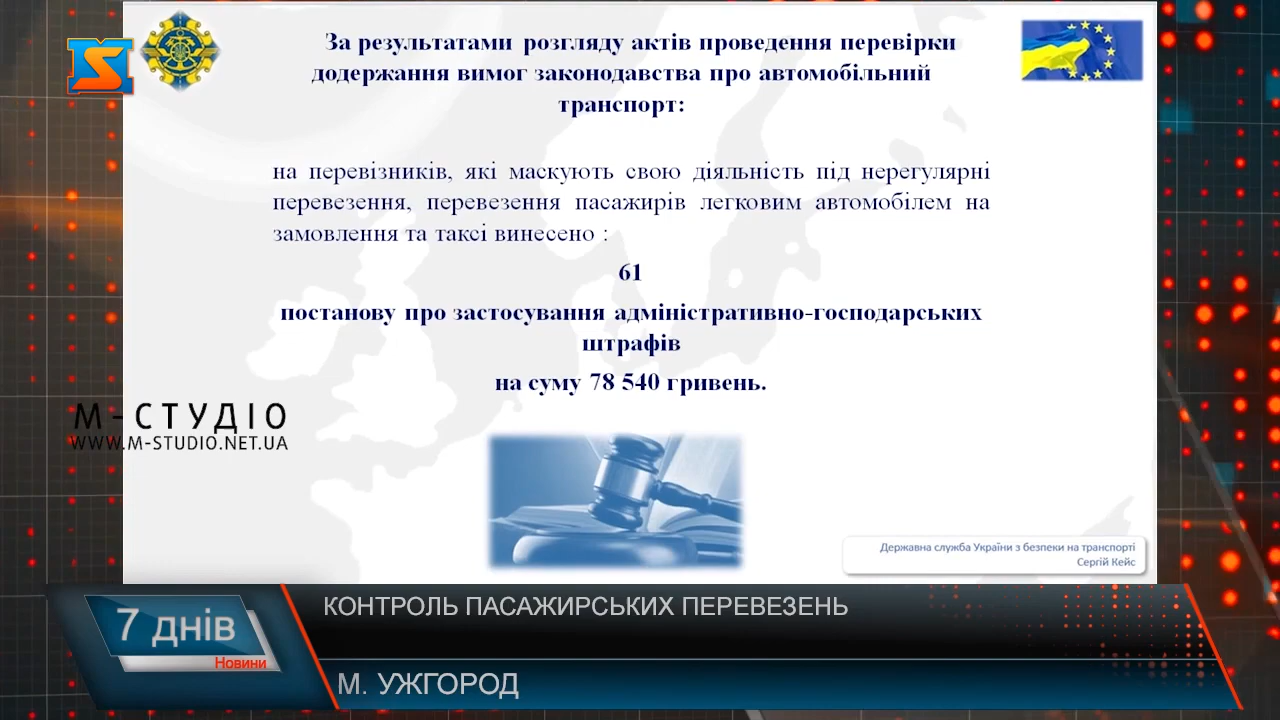 За результатами розгляду актів проведення перевірки
додержання вимог законодавства про автомобільний
транспорт:
на перевізників, які маскують свою діяльність під нерегулярні
перевезення, перевезення пасажирів легковим автомобілем на
замовлення та таксі винесено :
61
постанову про застосування адміністративно-господарських
штрафів
на суму 78 540 гривень.
М-СТУДІО
WWW.M-STUDIO.NET.UA
Державна служба України з безпеки на транспорті
Сергій Кейс
7 днів
Новини
КОНТРОЛЬ ПАСАЖИРСЬКИХ ПЕРЕВЕЗЕНЬ
М. УЖГОРОД